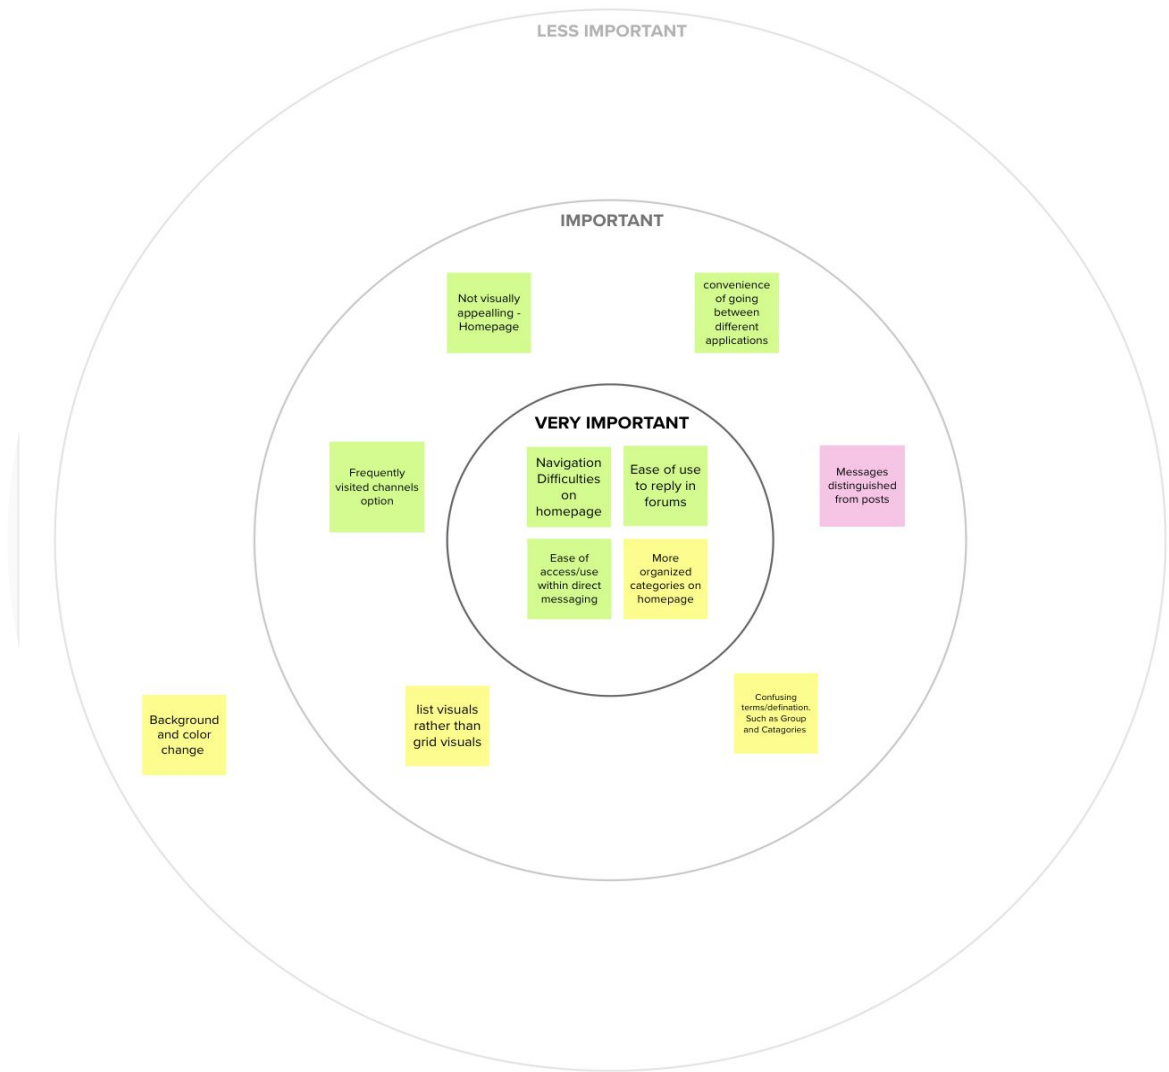 LESS IMPORTANT
IMPORTANT
Not visually
appealling -
Homepage
convenience
of going
between
different
applications
VERY IMPORTANT
Navigation
Difficulties
on
homepage
Ease of use
to reply in
forums
Frequently
visited channels
option
Messages
distinguished
from posts
Ease of
access/use
within direct
messaging
More
organized
categories on
homepage
Background
and color
change
list visuals
rather than
grid visuals
Confusing
terms/defination.
Such as Group
and Catagories